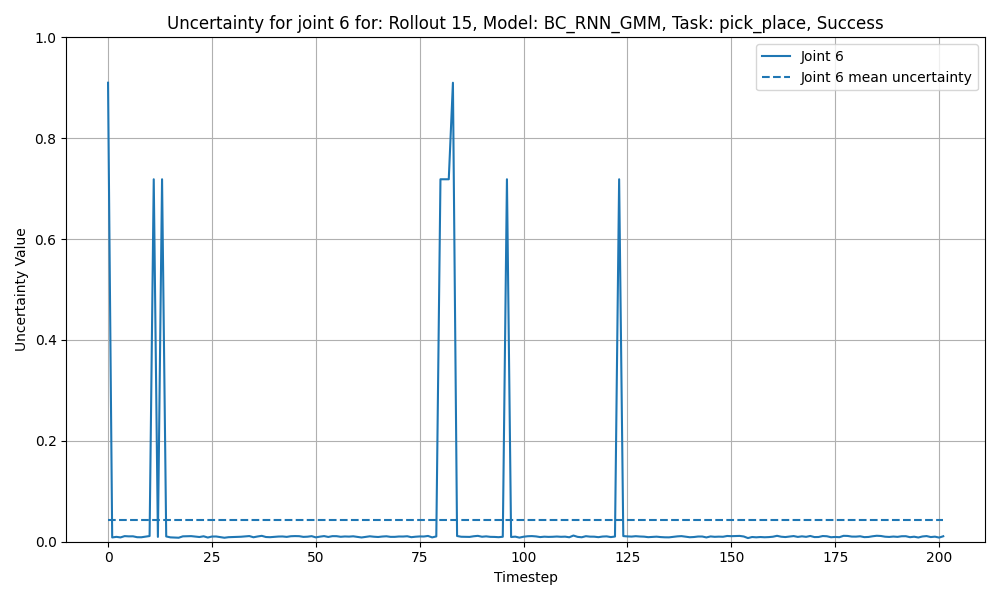 Uncertainty for joint 6 for: Rollout 15, Model: BC_RNN_GMM, Task: pick_place, Success
Joint 6
Joint 6 mean uncertainty
Uncertainty Value
1.0
0.8
0.6
0.4
0.2
0.0
0 25 50 75 100 125 150 175 200
Timestep